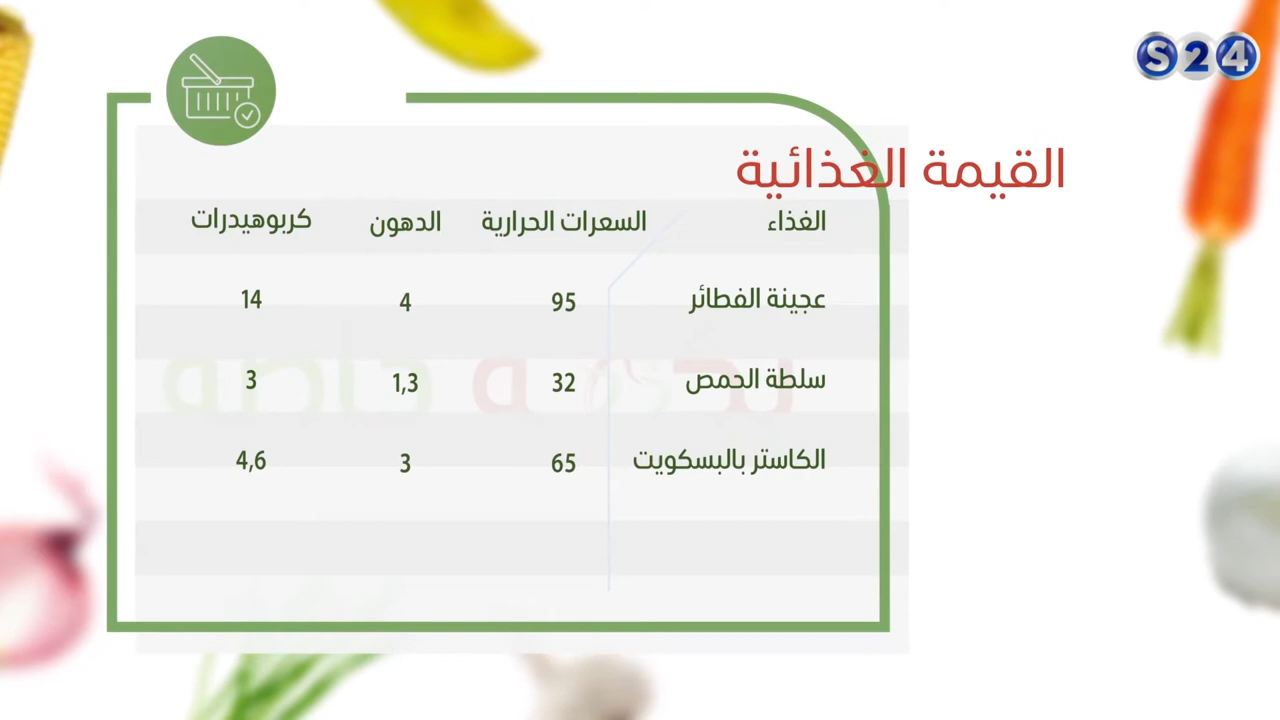 S24
القيمة الغذائية
الغذاء السعرات الحرارية الدهون كربوهيدرات
عجينة الفطائر 95 4 14
سلطة الحمص 32 1,3 3
الكاستر بالبسكويت 65 3 4,6